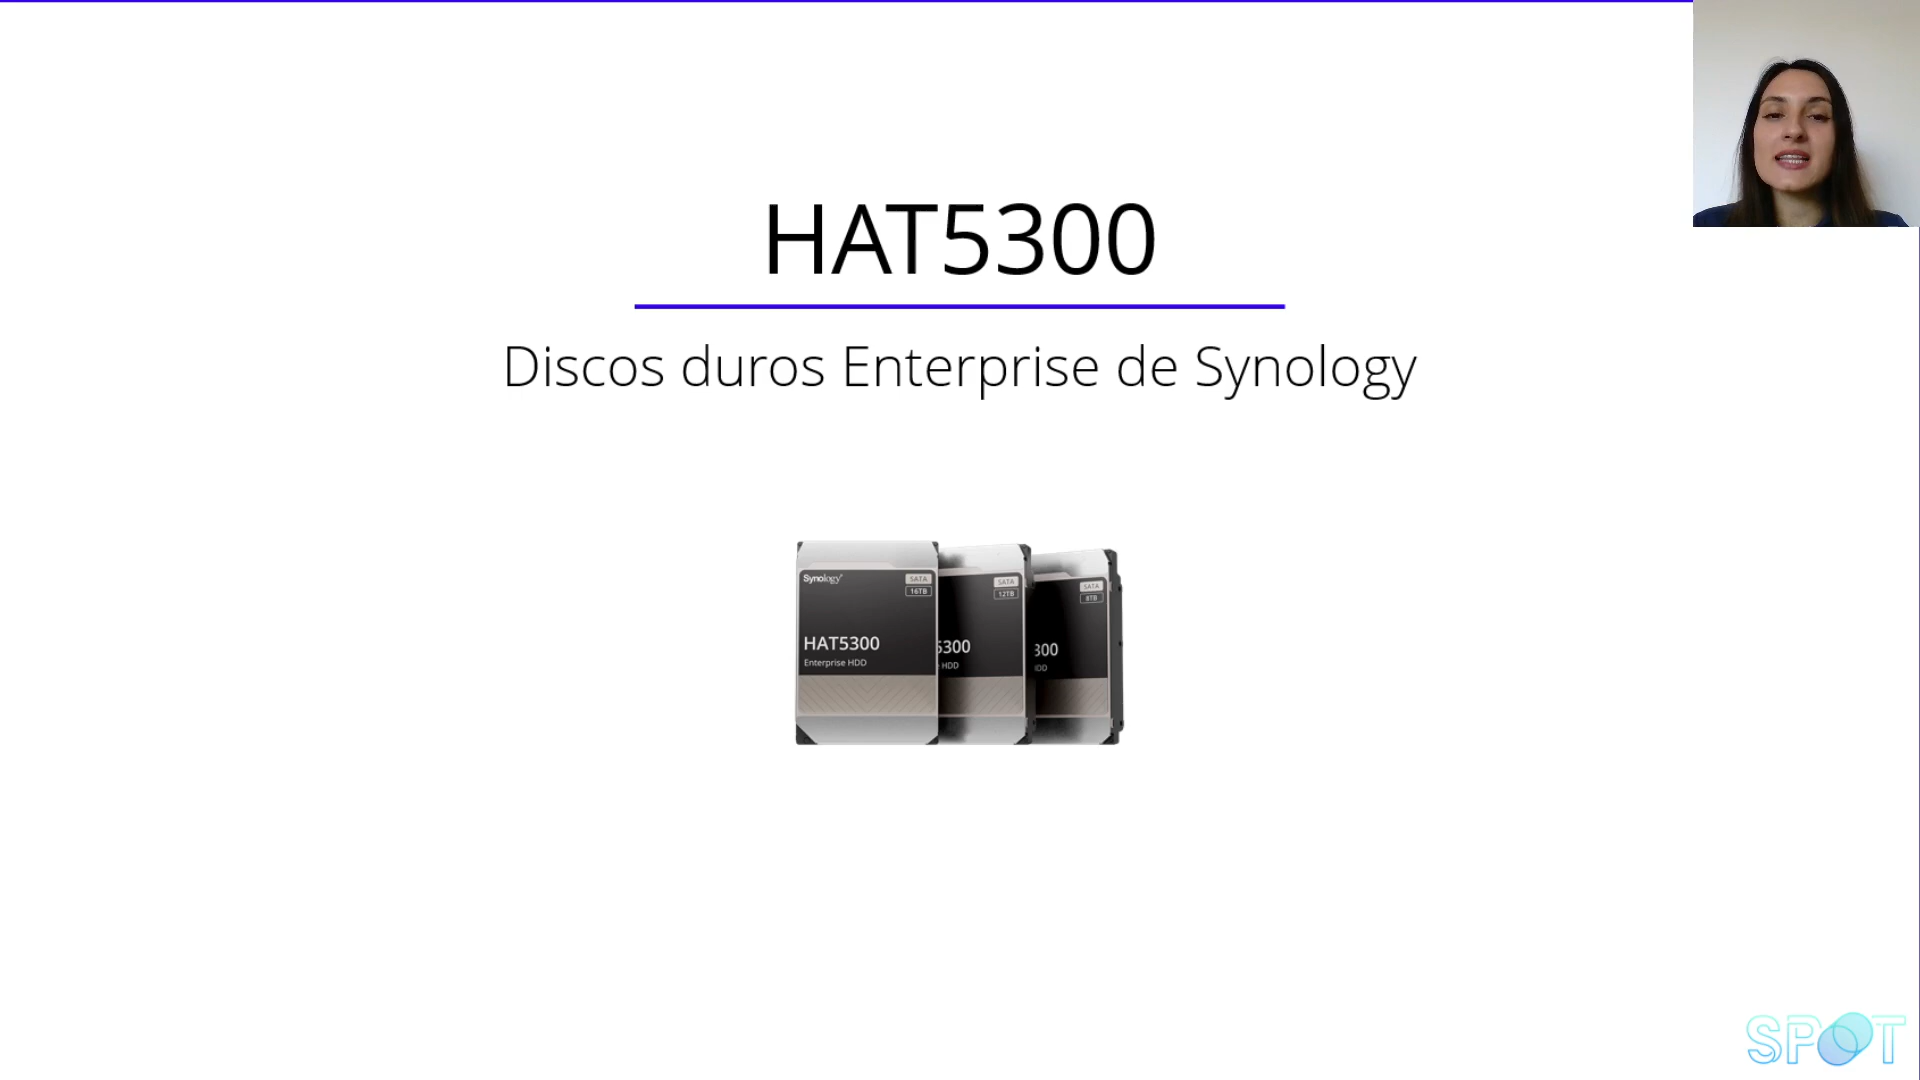 HAT5300
Discos duros Enterprise de Synology
Synology
SATA
16TB
HAT5300
Enterprise HDD
SATA
12TB
5300
HDD
SATA
8TB
300
HDD
SPOT